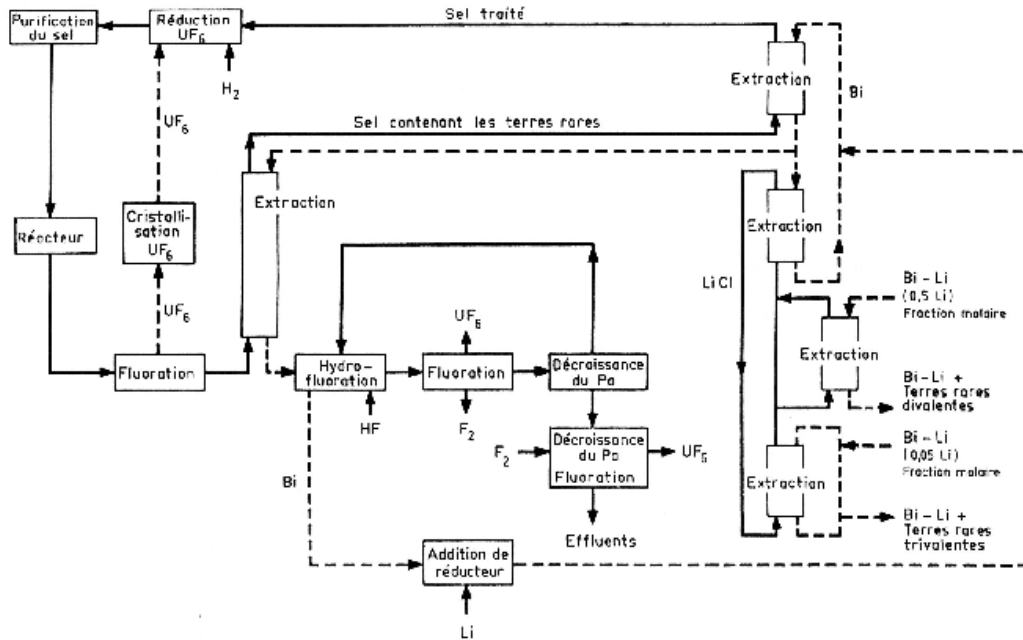 Purification
du sel
Réduction
UF6
Sel traité
H2
Extraction
Bi
UF6
Sel contenant les terres rares
Extraction
Cristalli-
sation
UF6
Réacteur
Extraction
LiCl
UF6
Bi – Li
(0,5 Li)
Fraction molaire
Extraction
Fluoration
Hydro-
fluoration
UF6
Fluoration
F2
Décroissance
du Pa
HF
Bi – Li +
Terres rares
divalentes
F2
Décroissance
du Pa
Fluoration
UF6
Bi – Li
(0,05 Li)
Fraction molaire
Extraction
Bi
Effluents
Bi – Li +
Terres rares
trivalentes
Addition de
réducteur
Li